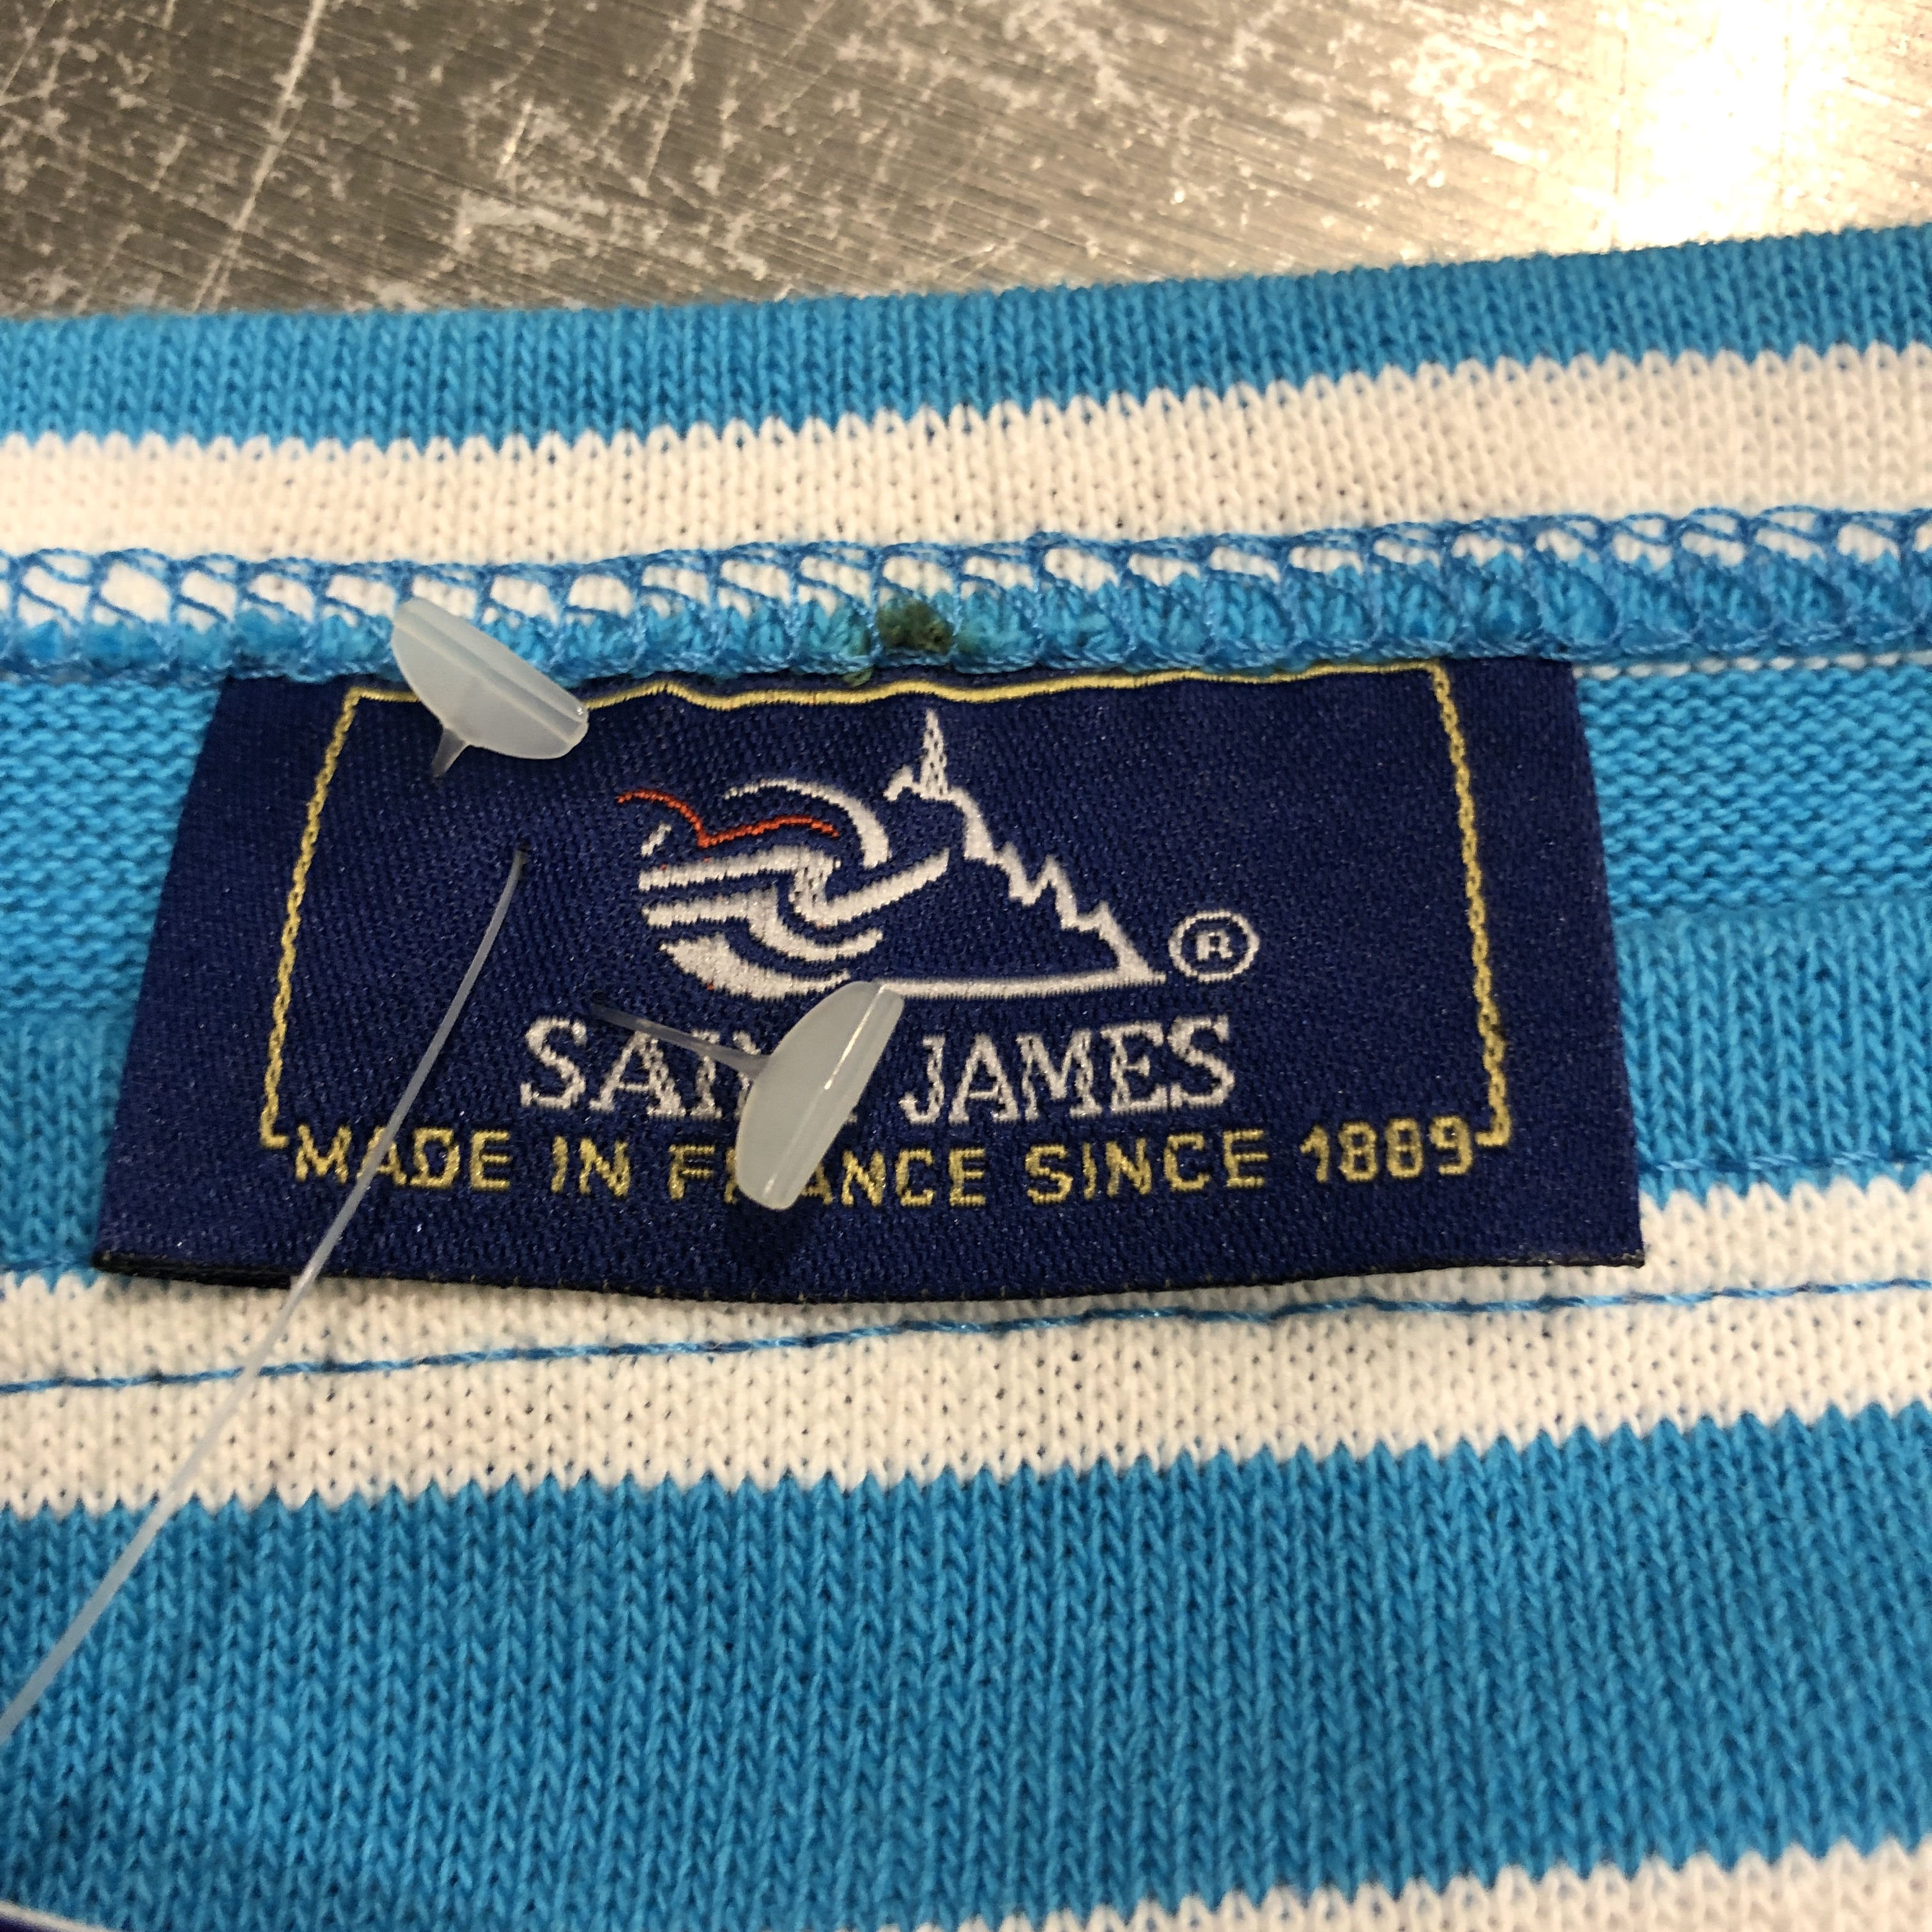 ®
SAINT JAMES
MADE IN FRANCE SINCE 1889